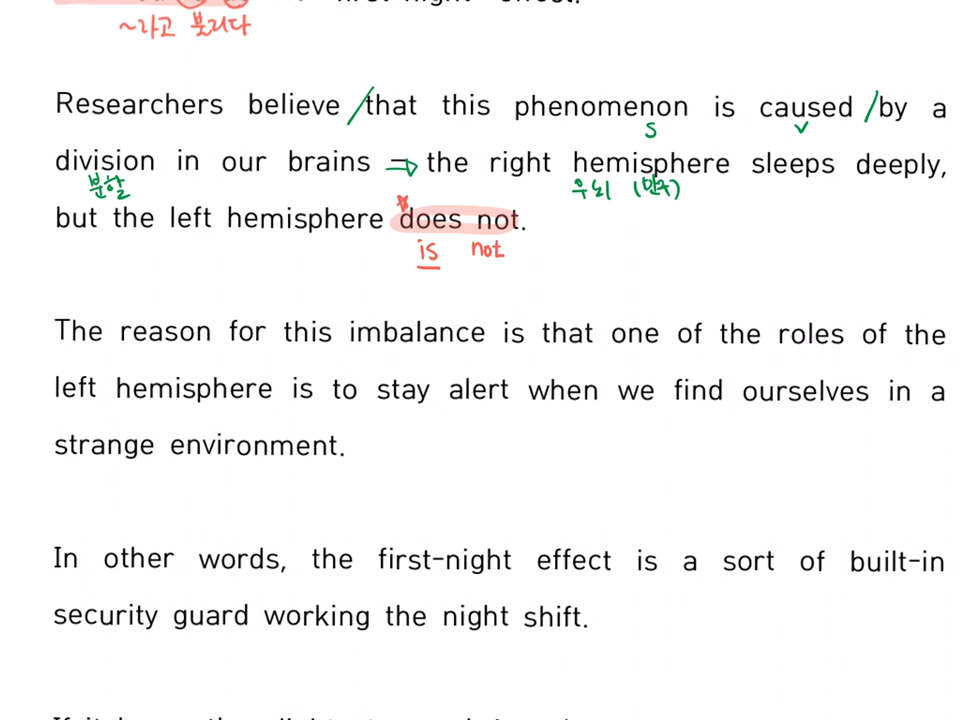 first-night effect.
~라고 불리다
Researchers believe /that this phenomenon is caused /by a
S V
division in our brains → the right hemisphere sleeps deeply,
분할 우뇌 (반구)
but the left hemisphere does not.
is not
The reason for this imbalance is that one of the roles of the
left hemisphere is to stay alert when we find ourselves in a
strange environment.
In other words, the first-night effect is a sort of built-in
security guard working the night shift.